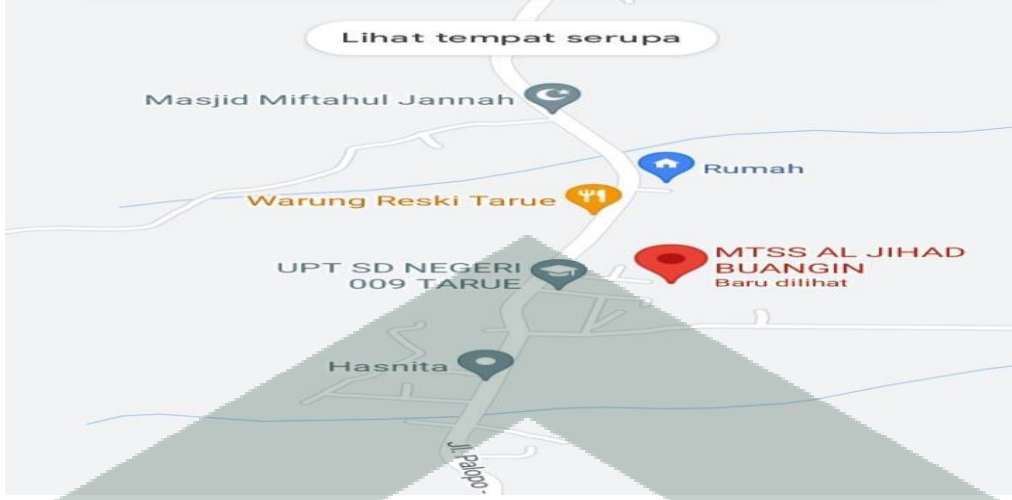 Lihat tempat serupa
Masjid Miftahul Jannah
Rumah
Warung Reski Tarue
MTSS AL JIHAD
BUANGIN
Baru dilihat
UPT SD NEGERI
009 TARUE
Hasnita
Jl. Palopo -